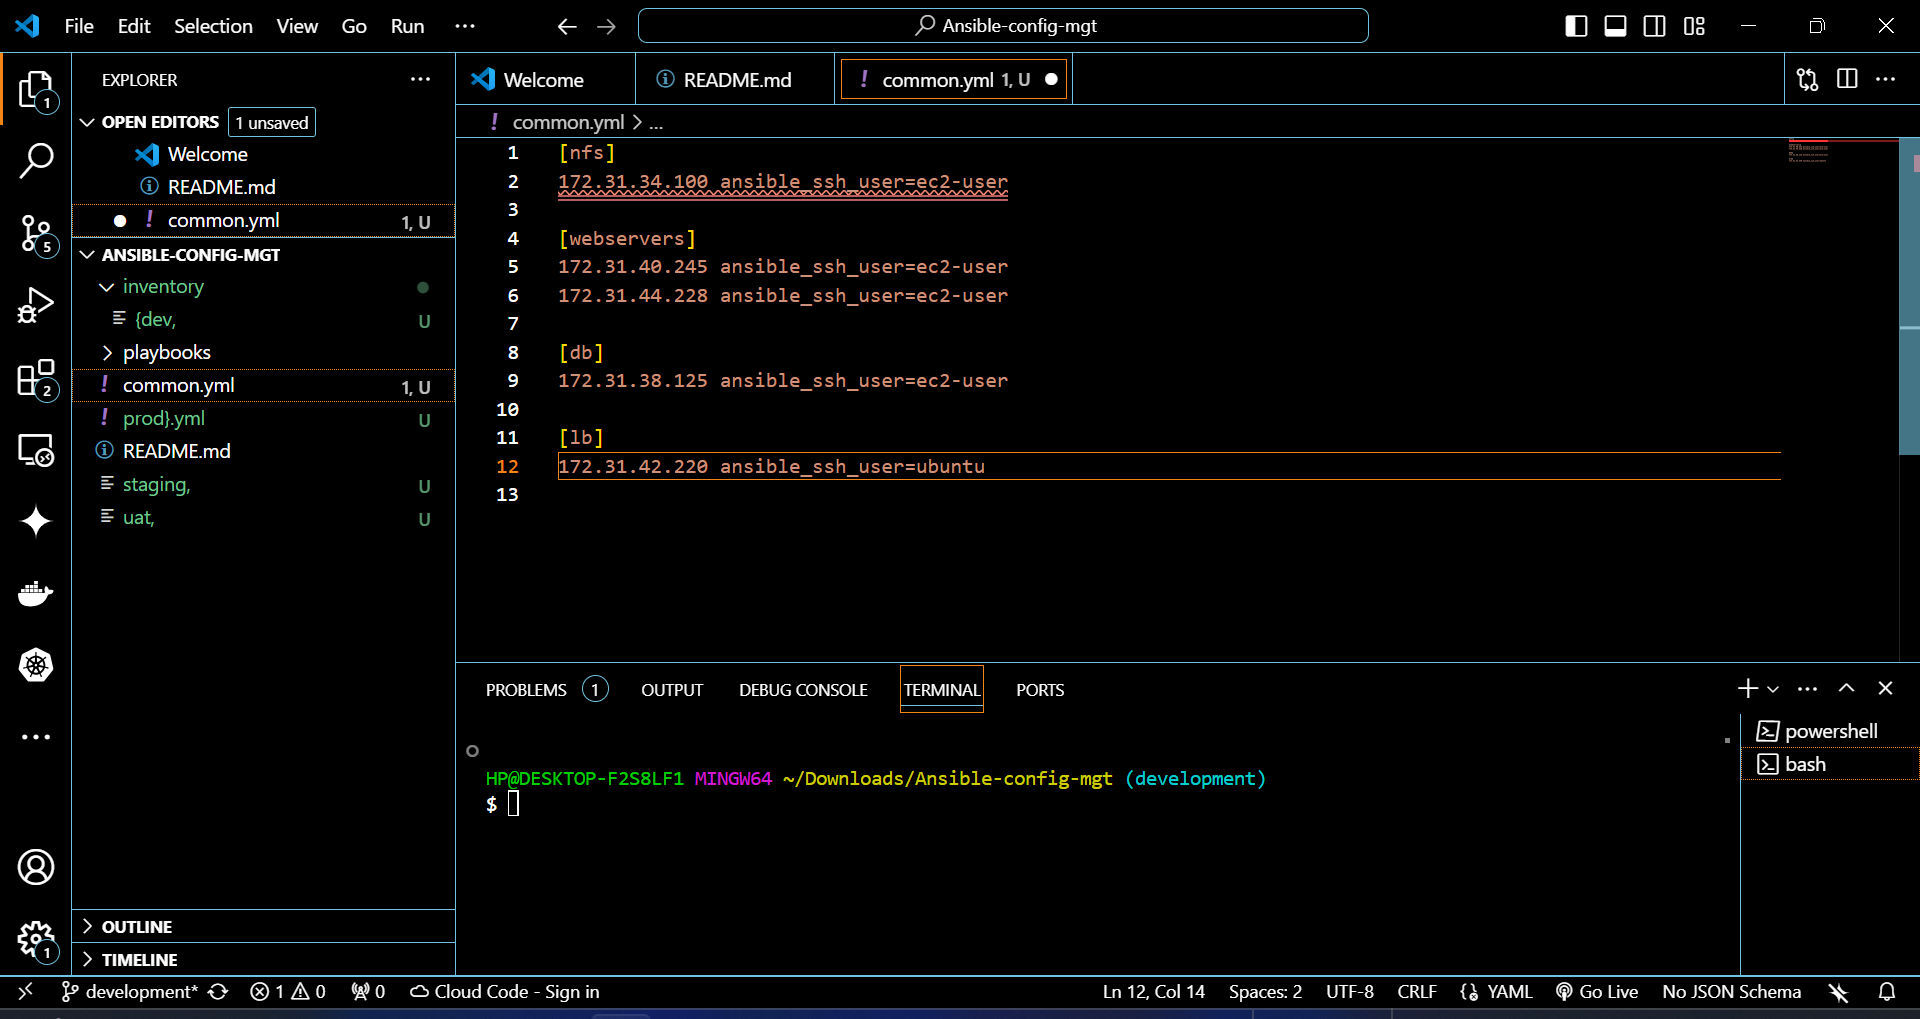 File Edit Selection View Go Run ···
Ansible-config-mgt
EXPLORER
OPEN EDITORS 1 unsaved
Welcome
README.md
common.yml 1, U
ANSIBLE-CONFIG-MGT
inventory
{dev, U
playbooks
common.yml 1, U
prod}.yml U
README.md
staging, U
uat, U
OUTLINE
TIMELINE
1
5
2
1
Welcome README.md common.yml 1, U
common.yml > ...
1 [nfs]
2 172.31.34.100 ansible_ssh_user=ec2-user
3
4 [webservers]
5 172.31.40.245 ansible_ssh_user=ec2-user
6 172.31.44.228 ansible_ssh_user=ec2-user
7
8 [db]
9 172.31.38.125 ansible_ssh_user=ec2-user
10
11 [lb]
12 172.31.42.220 ansible_ssh_user=ubuntu
13
PROBLEMS 1 OUTPUT DEBUG CONSOLE TERMINAL PORTS
HP@DESKTOP-F2S8LF1 MINGW64 ~/Downloads/Ansible-config-mgt (development)
$
powershell
bash
development* 1 0 0 Cloud Code - Sign in Ln 12, Col 14 Spaces: 2 UTF-8 CRLF YAML Go Live No JSON Schema